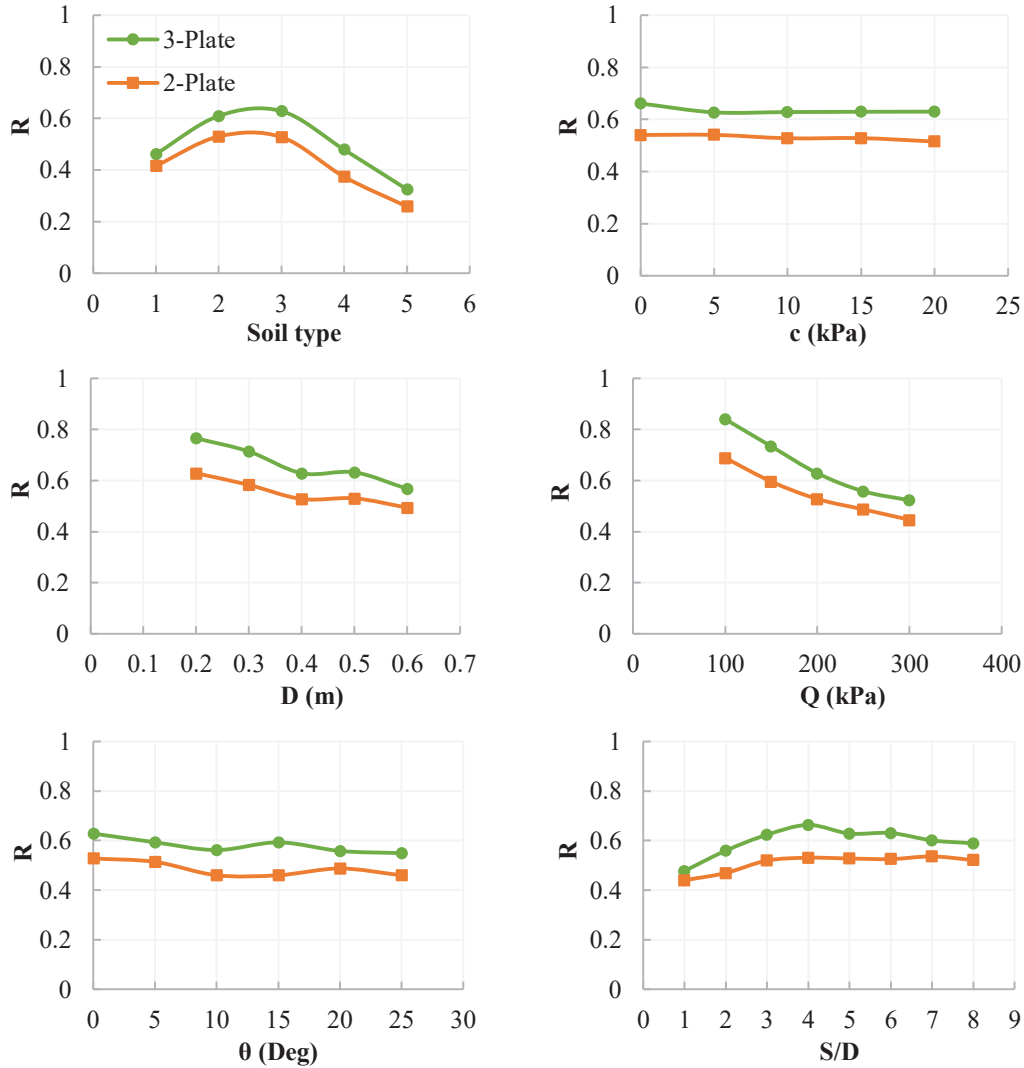 1
0.8
0.6
0.4
0.2
0
R
3-Plate
2-Plate
0 1 2 3 4 5 6
Soil type
1
0.8
0.6
0.4
0.2
0
R
0 5 10 15 20 25
c (kPa)
1
0.8
0.6
0.4
0.2
0
R
0 0.1 0.2 0.3 0.4 0.5 0.6 0.7
D (m)
1
0.8
0.6
0.4
0.2
0
R
0 100 200 300 400
Q (kPa)
1
0.8
0.6
0.4
0.2
0
R
0 5 10 15 20 25 30
θ (Deg)
1
0.8
0.6
0.4
0.2
0
R
0 1 2 3 4 5 6 7 8 9
S/D